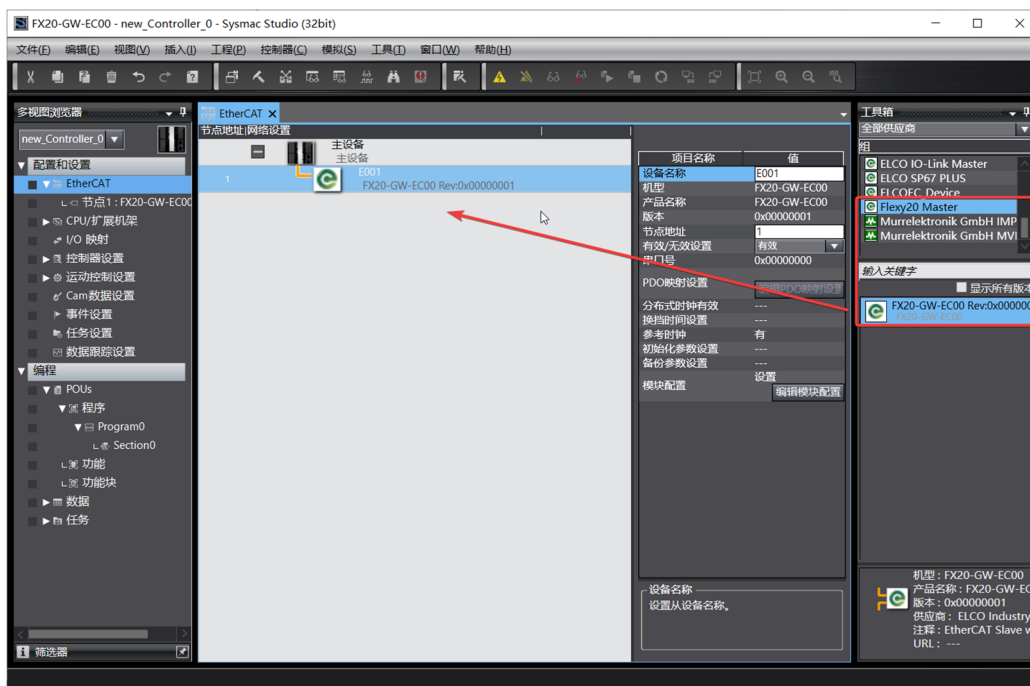 FX20-GW-EC00 - new_Controller_0 - Sysmac Studio (32bit)
文件(F) 编辑(E) 视图(V) 插入(I) 工程(P) 控制器(C) 模拟(S) 工具(T) 窗口(W) 帮助(H)
多视图浏览器
new_Controller_0
配置和设置
EtherCAT
节点1 : FX20-GW-EC00
CPU/扩展机架
I/O 映射
控制器设置
运动控制设置
Cam数据设置
事件设置
任务设置
数据跟踪设置
编程
POUs
程序
Program0
Section0
功能
功能块
数据
任务
筛选器
EtherCAT
节点地址|网络设置
主设备
主设备
1
E001
FX20-GW-EC00 Rev:0x00000001
项目名称 值
设备名称 E001
机型 FX20-GW-EC00
产品名称 FX20-GW-EC00
版本 0x00000001
节点地址 1
有效/无效设置 有效
串口号 0x00000000
PDO映射设置 编辑PDO映射设置
分布式时钟有效 ---
换挡时间设置 ---
参考时钟 有
初始化参数设置 ---
备份参数设置 ---
模块配置 设置
编辑模块配置
设备名称
设置从设备名称。
工具箱
全部供应商
组
ELCO IO-Link Master
ELCO SP67 PLUS
ELCOEC Device
Flexy20 Master
Murrelektronik GmbH IMP
Murrelektronik GmbH MVI
输入关键字
显示所有版本
FX20-GW-EC00 Rev:0x000000
FX20-GW-EC00
机型 : FX20-GW-EC00
产品名称 : FX20-GW-EC
版本 : 0x00000001
供应商 : ELCO Industry
注释 : EtherCAT Slave w
URL : ---